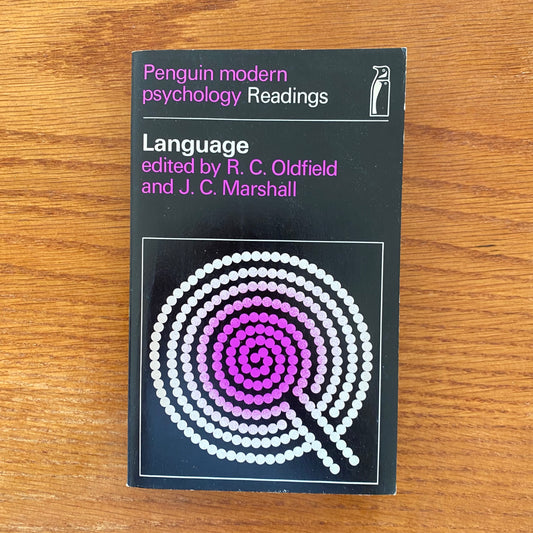 Penguin modern
psychology Readings
Language
edited by R. C. Oldfield
and J. C. Marshall